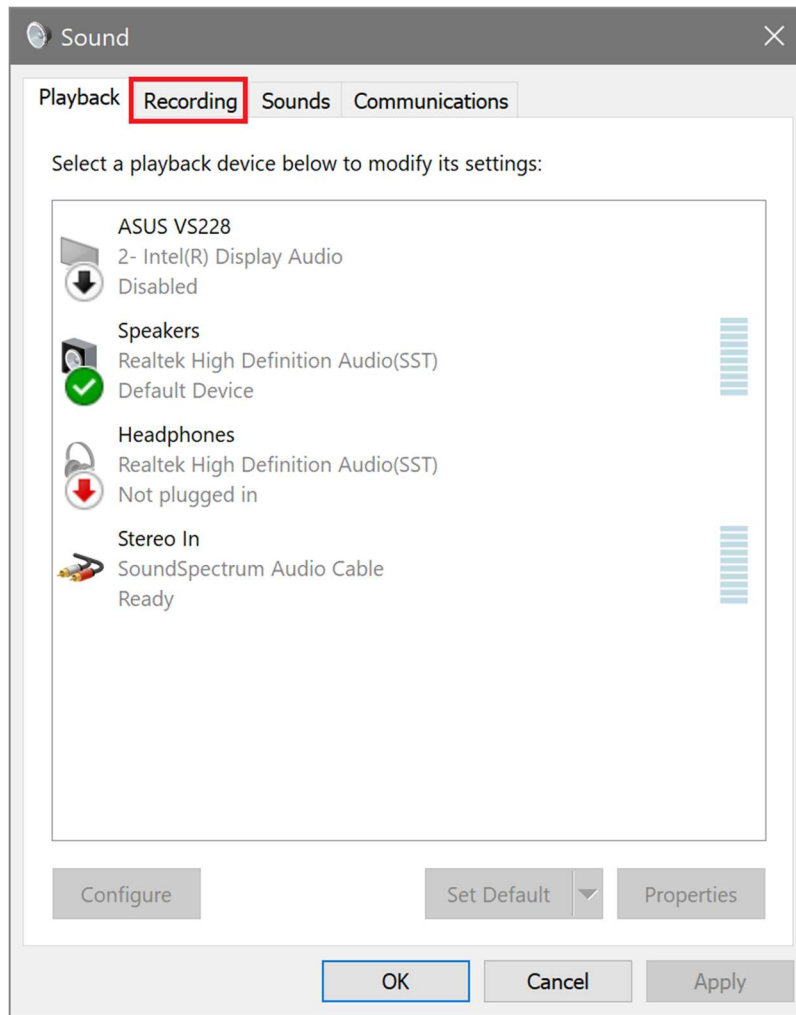 Sound
Playback Recording Sounds Communications
Select a playback device below to modify its settings:
ASUS VS228
2- Intel(R) Display Audio
Disabled
Speakers
Realtek High Definition Audio(SST)
Default Device
Headphones
Realtek High Definition Audio(SST)
Not plugged in
Stereo In
SoundSpectrum Audio Cable
Ready
Configure Set Default Properties
OK Cancel Apply